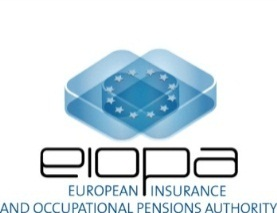 eiopa
EUROPEAN INSURANCE
AND OCCUPATIONAL PENSIONS AUTHORITY